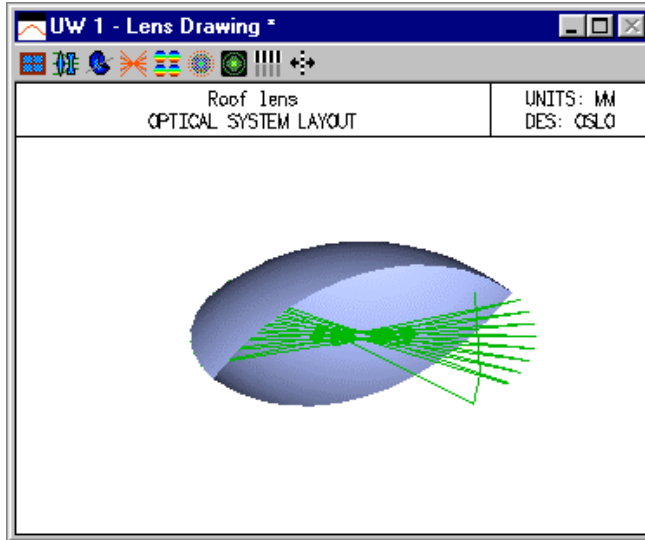 UW 1 - Lens Drawing *
Roof lens
OPTICAL SYSTEM LAYOUT
UNITS: MM
DES: OSLO